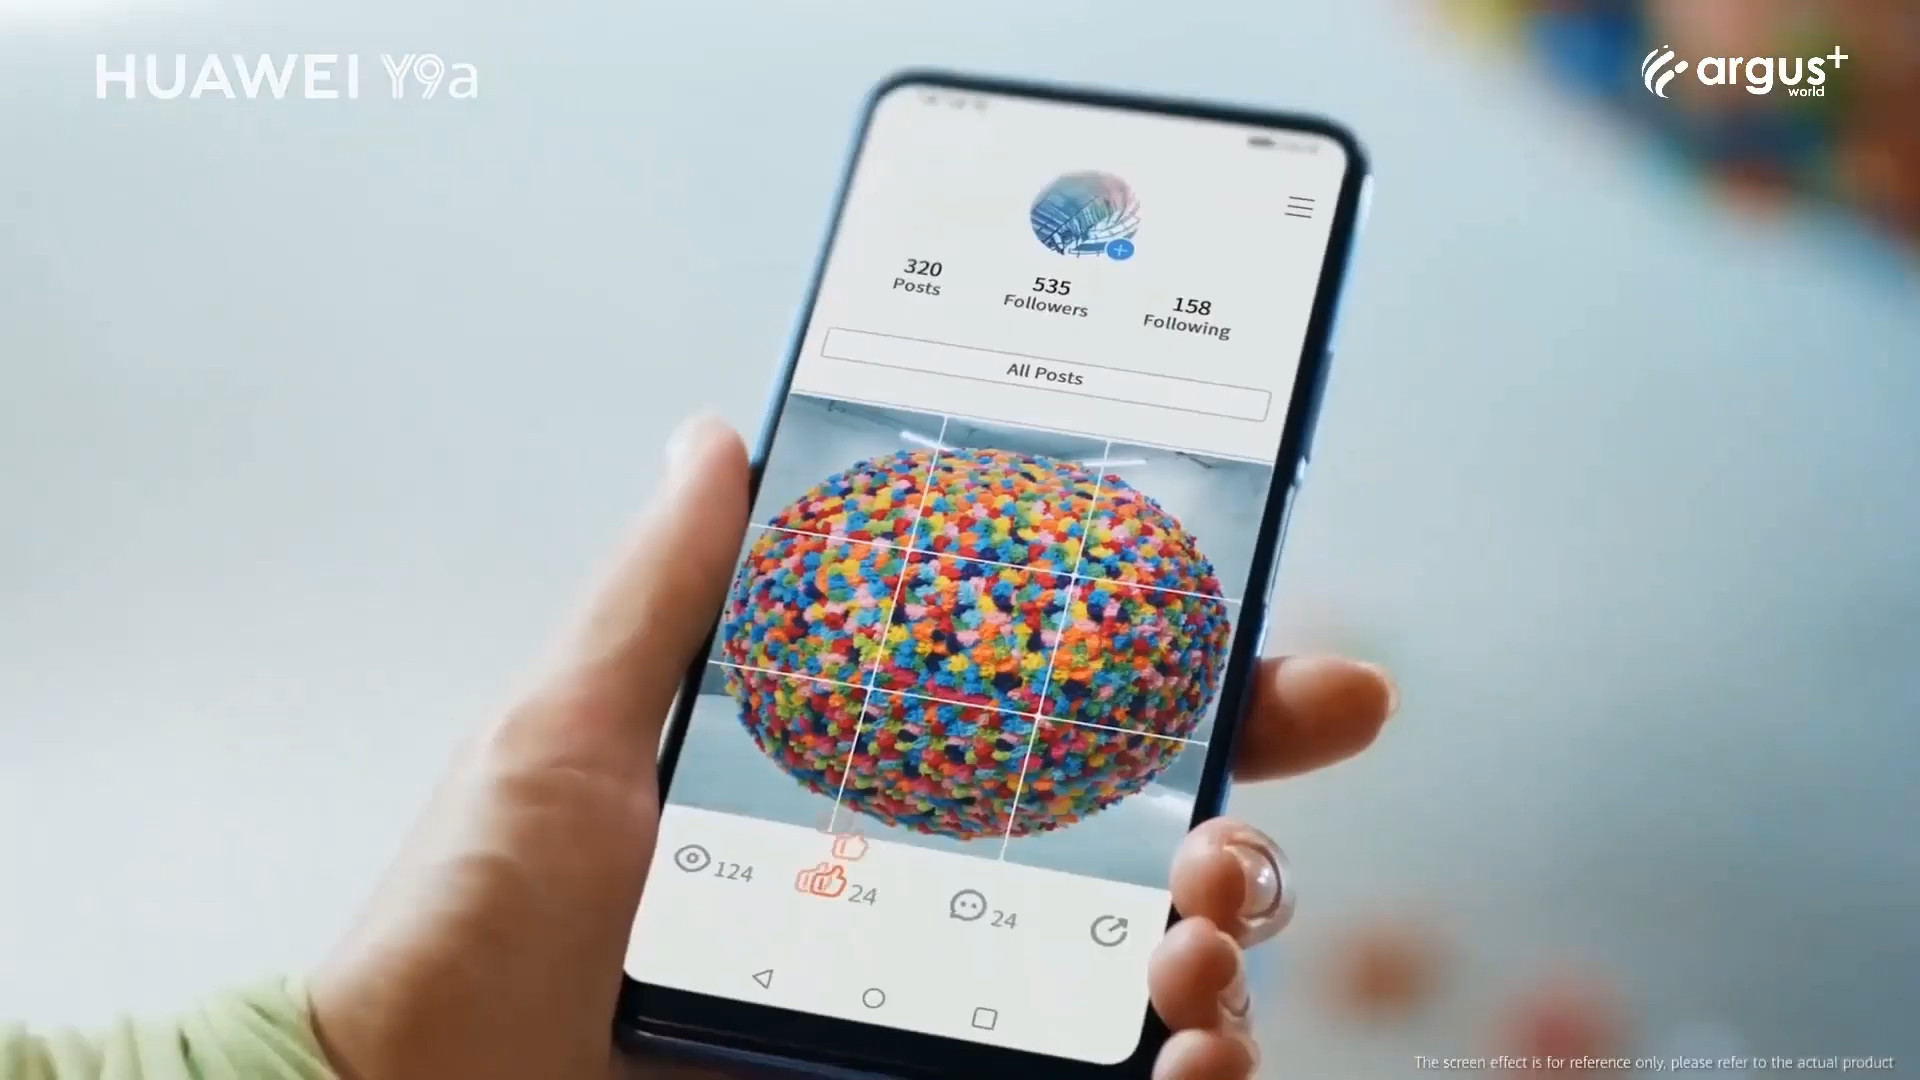 HUAWEI Y9a
argus+
world
320
Posts
535
Followers
158
Following
All Posts
124
24
24
The screen effect is for reference only, please refer to the actual product